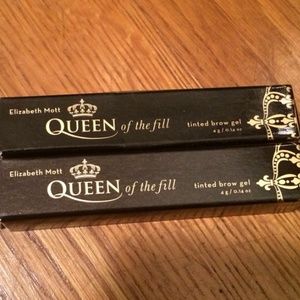 Elizabeth Mott
QUEEN of the fill
tinted brow gel
4 g / 0.14 oz
Elizabeth Mott
QUEEN of the fill
tinted brow gel
4 g / 0.14 oz